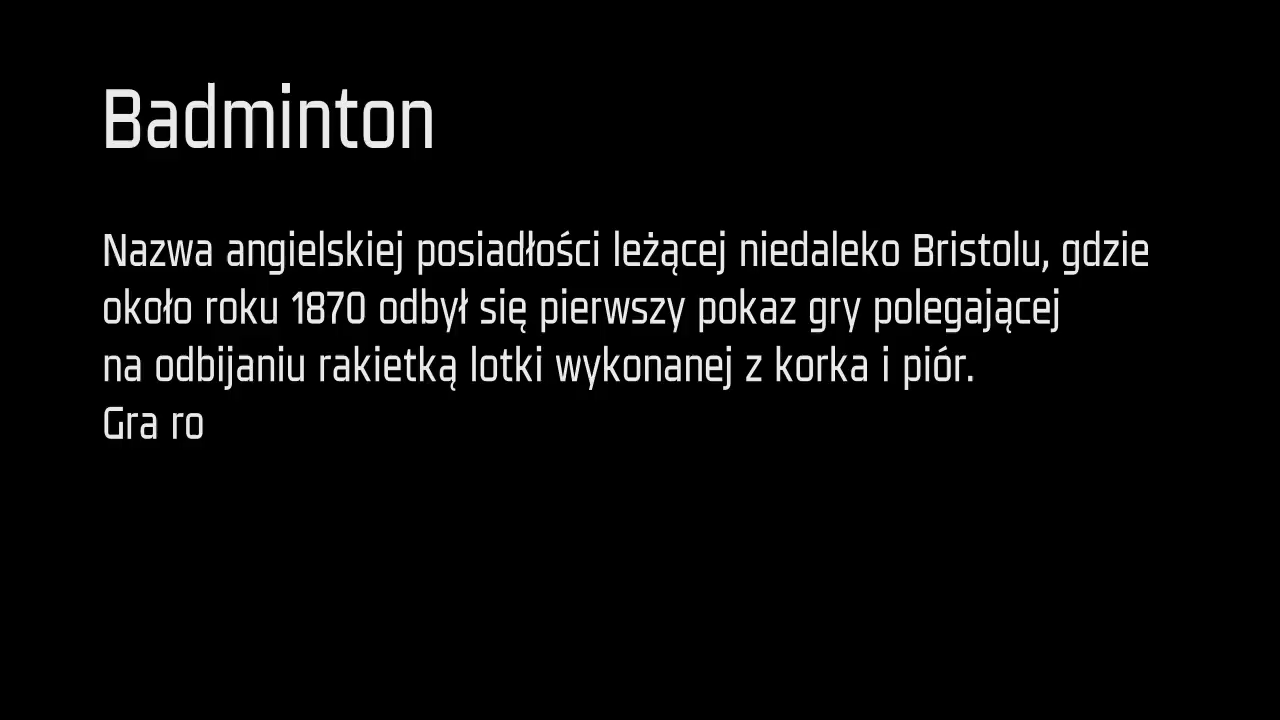 Badminton
Nazwa angielskiej posiadłości leżącej niedaleko Bristolu, gdzie
około roku 1870 odbył się pierwszy pokaz gry polegającej
na odbijaniu rakietką lotki wykonanej z korka i piór.
Gra ro